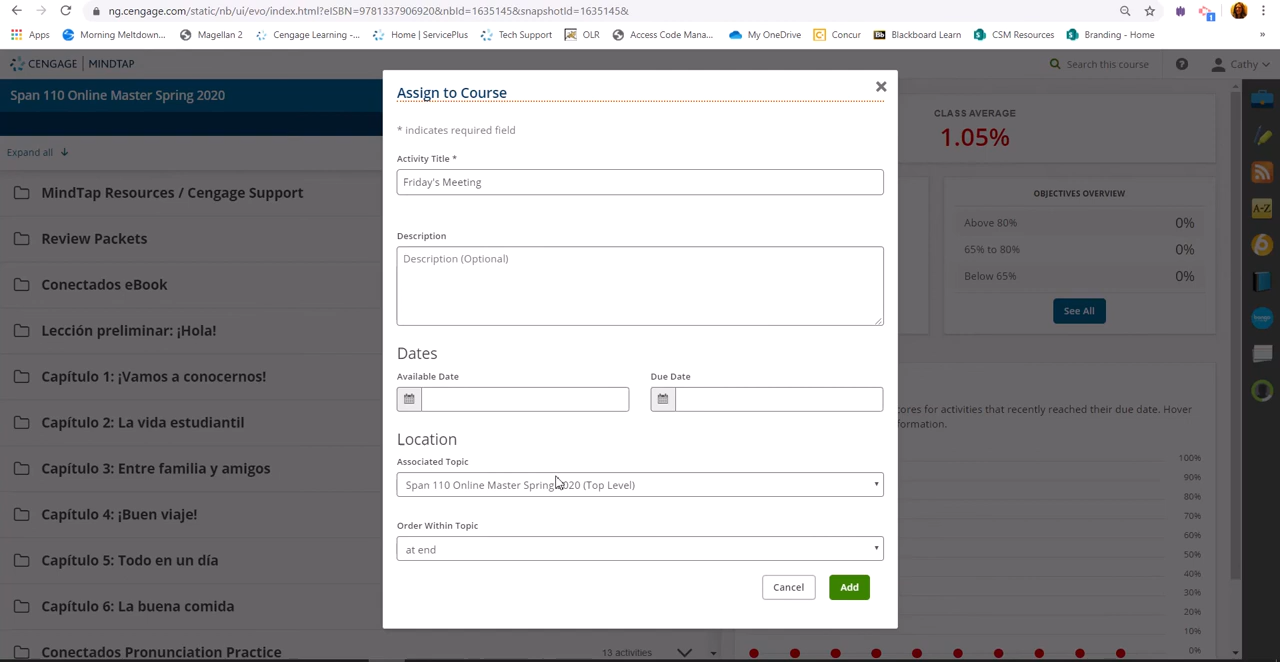 ng.cengage.com/static/nb/ui/evo/index.html?eISBN=9781337906920&nbId=1635145&snapshotId=1635145&
Apps Morning Meltdown... Magellan 2 Cengage Learning -... Home | ServicePlus Tech Support OLR Access Code Mana... My OneDrive Concur Bb Blackboard Learn CSM Resources Branding - Home »
CENGAGE | MINDTAP Search this course Cathy
Span 110 Online Master Spring 2020
Expand all
MindTap Resources / Cengage Support
Review Packets
Conectados eBook
Lección preliminar: ¡Hola!
Capítulo 1: ¡Vamos a conocernos!
Capítulo 2: La vida estudiantil
Capítulo 3: Entre familia y amigos
Capítulo 4: ¡Buen viaje!
Capítulo 5: Todo en un día
Capítulo 6: La buena comida
Conectados Pronunciation Practice 13 activities
Assign to Course
* indicates required field
Activity Title *
Friday's Meeting
Description
Description (Optional)
Dates
Available Date Due Date
Location
Associated Topic
Span 110 Online Master Spring 2020 (Top Level)
Order Within Topic
at end
Cancel Add
CLASS AVERAGE
1.05%
OBJECTIVES OVERVIEW
Above 80% 0%
65% to 80% 0%
Below 65% 0%
See All
cores for activities that recently reached their due date. Hover
formation.
100%
90%
80%
70%
60%
50%
40%
30%
20%
10%
0%
A-Z